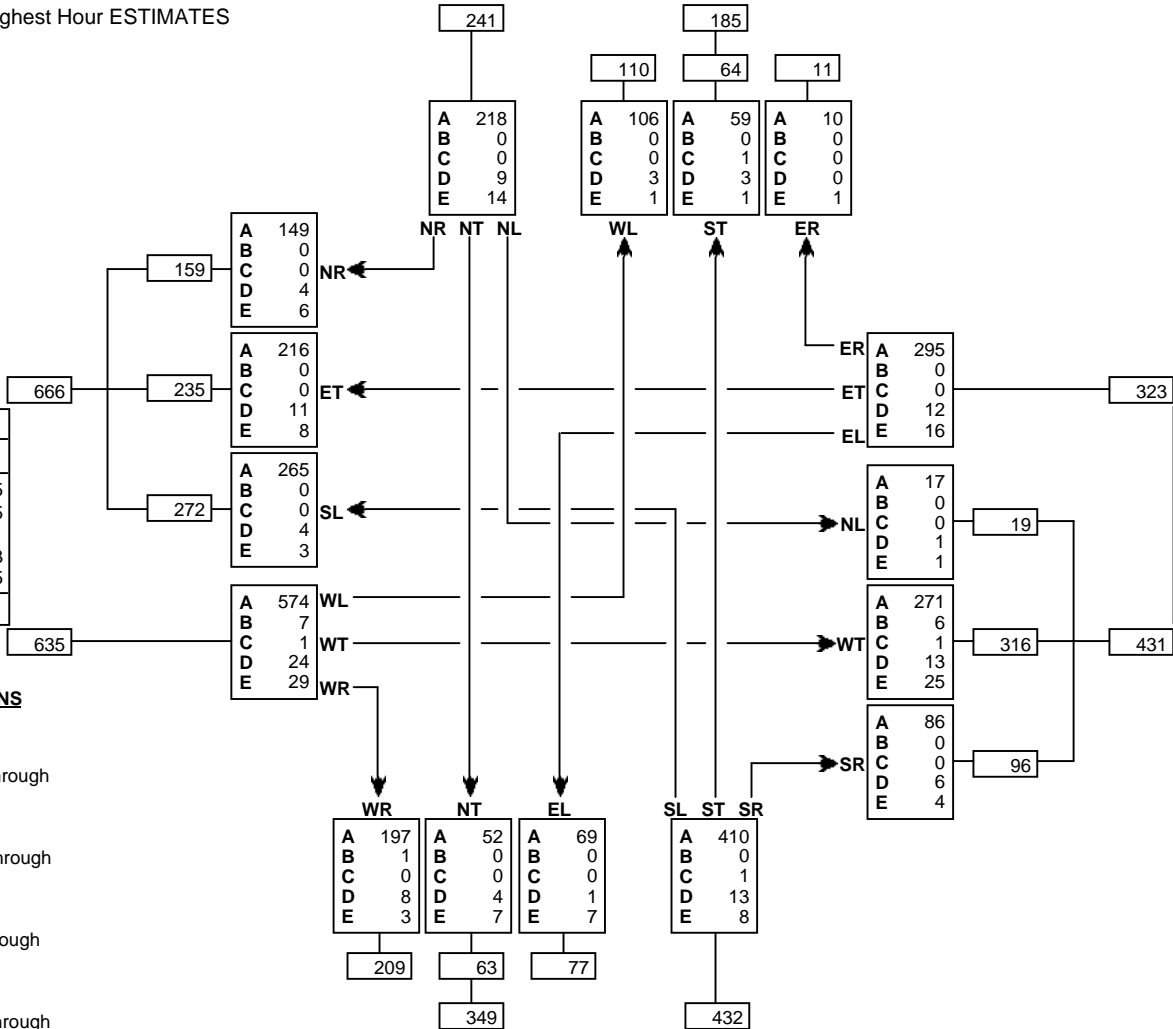 ghest Hour ESTIMATES
241
185
110
64
11
A 218
B 0
C 0
D 9
E 14
A 106
B 0
C 0
D 3
E 1
A 59
B 0
C 1
D 3
E 1
A 10
B 0
C 0
D 0
E 1
NR NT NL
WL
ST
ER
A 149
B 0
C 0
D 4
E 6
NR
159
A 216
B 0
C 0
D 11
E 8
ET
235
666
A 265
B 0
C 0
D 4
E 3
SL
272
ER
ET
EL
A 295
B 0
C 0
D 12
E 16
323
NL
A 17
B 0
C 0
D 1
E 1
19
A 574
B 7
C 1
D 24
E 29
WL
WT
WR
635
WT
A 271
B 6
C 1
D 13
E 25
316
431
SR
A 86
B 0
C 0
D 6
E 4
96
NS
rough
hrough
ough
hrough
WR
NT
EL
SL ST SR
A 197
B 1
C 0
D 8
E 3
A 52
B 0
C 0
D 4
E 7
A 69
B 0
C 0
D 1
E 7
A 410
B 0
C 1
D 13
E 8
209
63
77
349
432